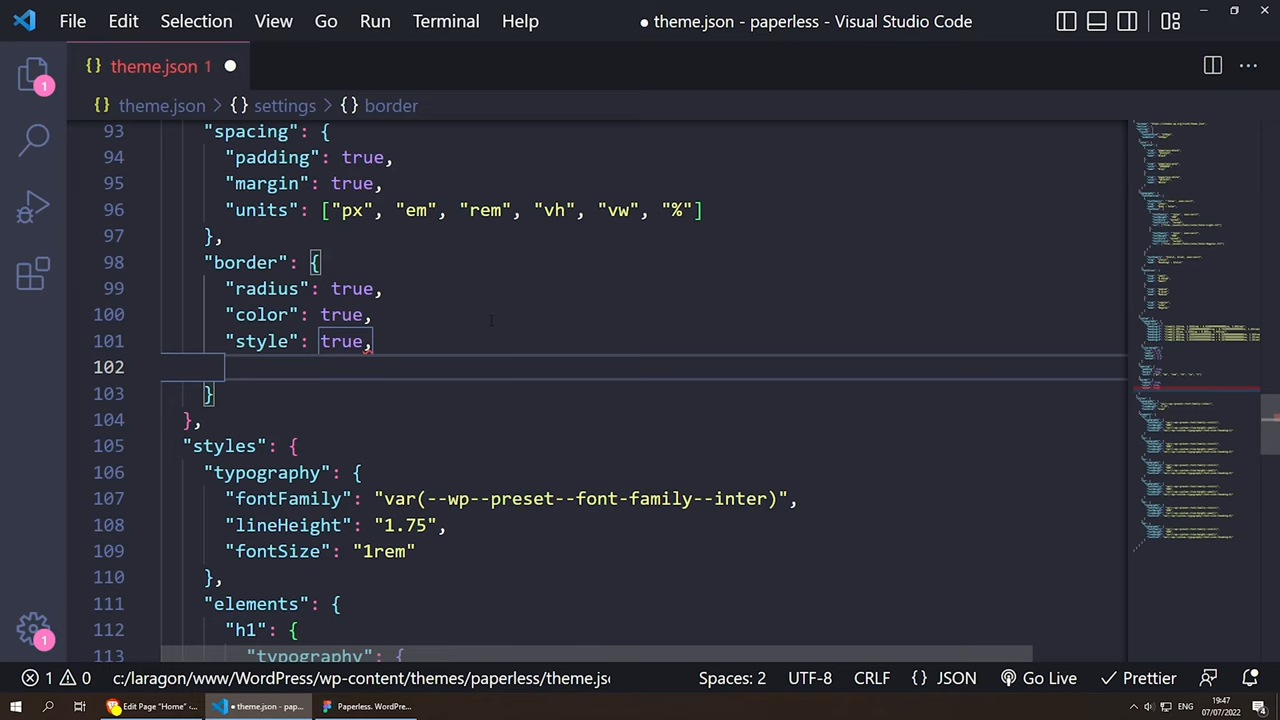 File Edit Selection View Go Run Terminal Help ● theme.json - paperless - Visual Studio Code
{} theme.json 1 ●
{} theme.json > {} settings > {} border
93 "spacing": {
94 "padding": true,
95 "margin": true,
96 "units": ["px", "em", "rem", "vh", "vw", "%"]
97 },
98 "border": {
99 "radius": true,
100 "color": true,
101 "style": true,
102
103 }
104 },
105 "styles": {
106 "typography": {
107 "fontFamily": "var(--wp--preset--font-family--inter)",
108 "lineHeight": "1.75",
109 "fontSize": "1rem"
110 },
111 "elements": {
112 "h1": {
113 "typography": {
1
1
1 0 c:/laragon/www/WordPress/wp-content/themes/paperless/theme.jso Spaces: 2 UTF-8 CRLF {} JSON Go Live Prettier
Edit Page "Home" ‹... ● theme.json - pap... Paperless. WordPre... ENG 19:47
07/07/2022 4